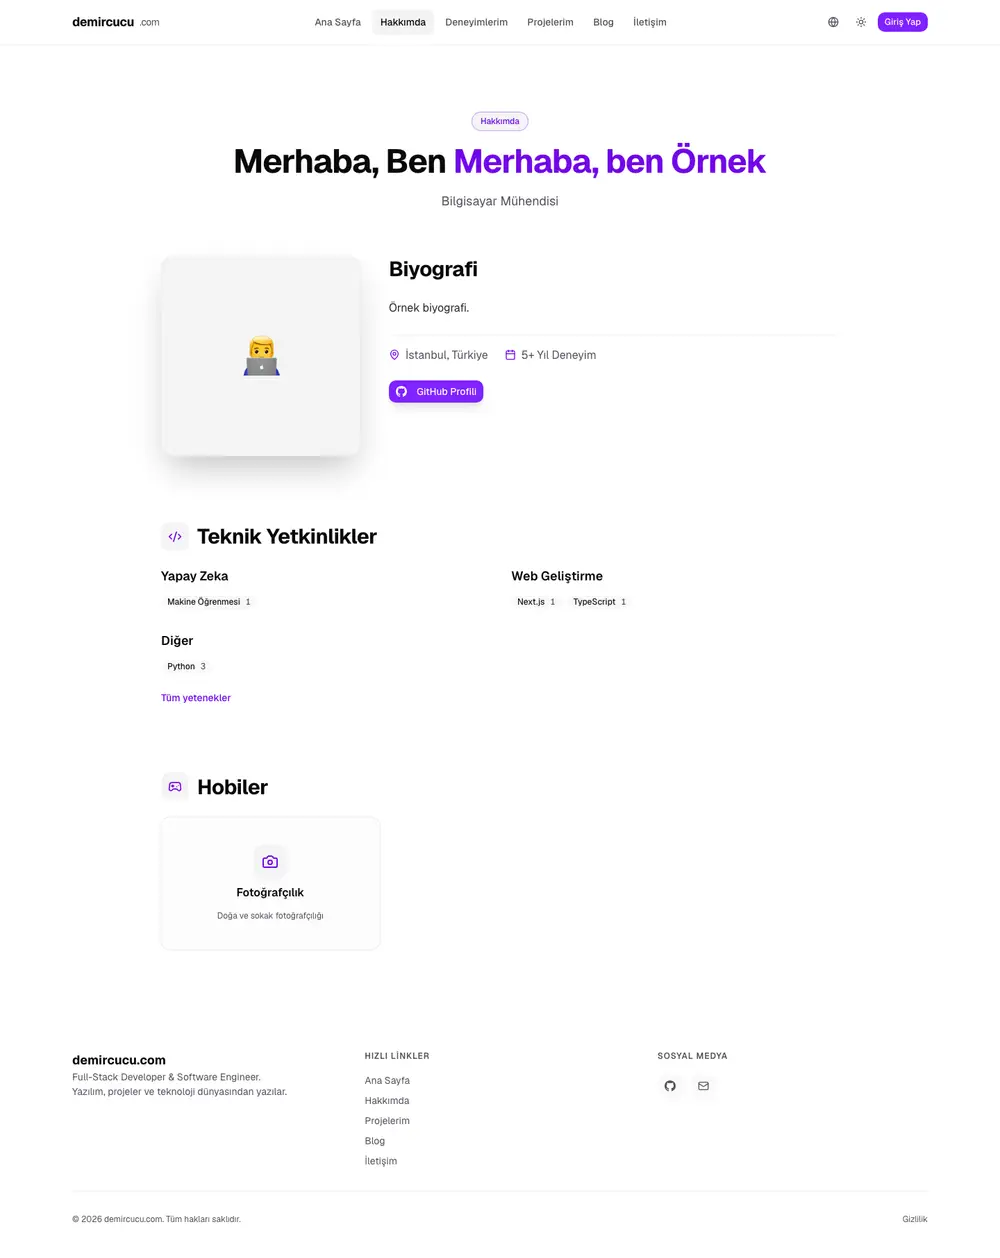 demircucu .com
Ana Sayfa
Hakkımda
Deneyimlerim
Projelerim
Blog
İletişim
Giriş Yap
Hakkımda
Merhaba, Ben Merhaba, ben Örnek
Bilgisayar Mühendisi
Biyografi
Örnek biyografi.
İstanbul, Türkiye
5+ Yıl Deneyim
GitHub Profili
Teknik Yetkinlikler
Yapay Zeka
Makine Öğrenmesi 1
Web Geliştirme
Next.js 1
TypeScript 1
Diğer
Python 3
Tüm yetenekler
Hobiler
Fotoğrafçılık
Doğa ve sokak fotoğrafçılığı
demircucu.com
Full-Stack Developer & Software Engineer.
Yazılım, projeler ve teknoloji dünyasından yazılar.
HIZLI LİNKLER
Ana Sayfa
Hakkımda
Projelerim
Blog
İletişim
SOSYAL MEDYA
© 2026 demircucu.com. Tüm hakları saklıdır.
Gizlilik